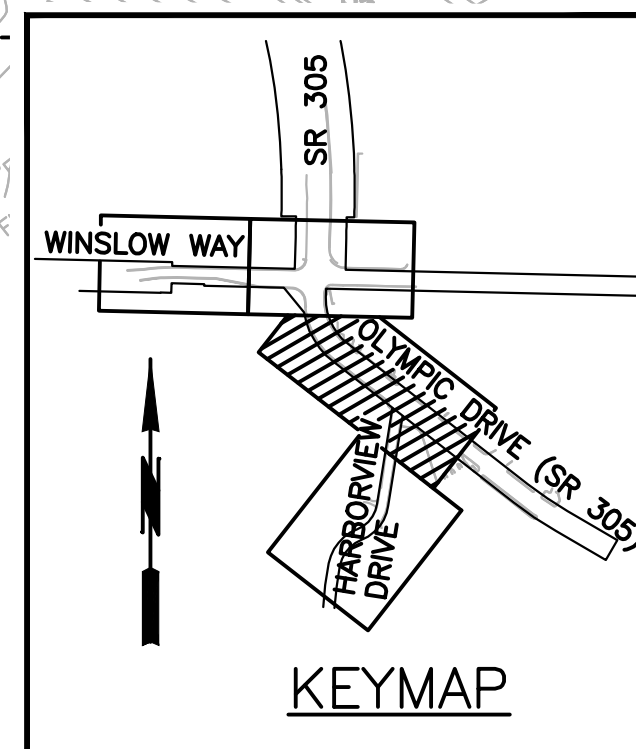 SR 305
WINSLOW WAY
OLYMPIC DRIVE (SR 305)
HARBORVIEW
DRIVE
N
KEYMAP